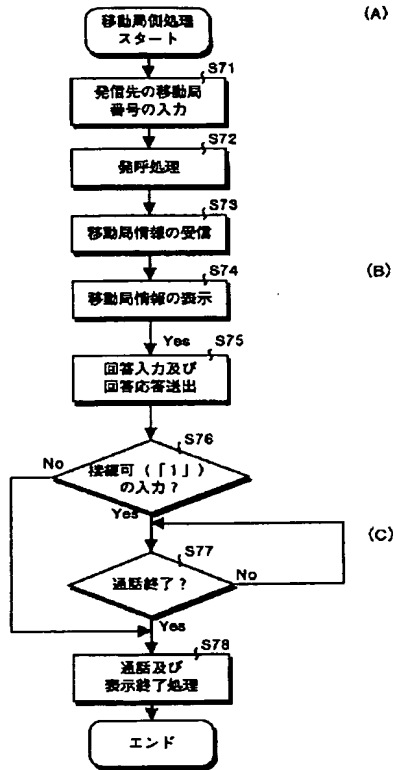 移動局側処理
スタート
(A)
S71
発信先の移動局
番号の入力
S72
発呼処理
S73
移動局情報の受信
S74
(B)
移動局情報の表示
Yes
S75
回答入力及び
回答応答送出
S76
No
接続可(「1」)
の入力?
Yes
(C)
S77
通話終了?
No
Yes
S78
通話及び
表示終了処理
エンド